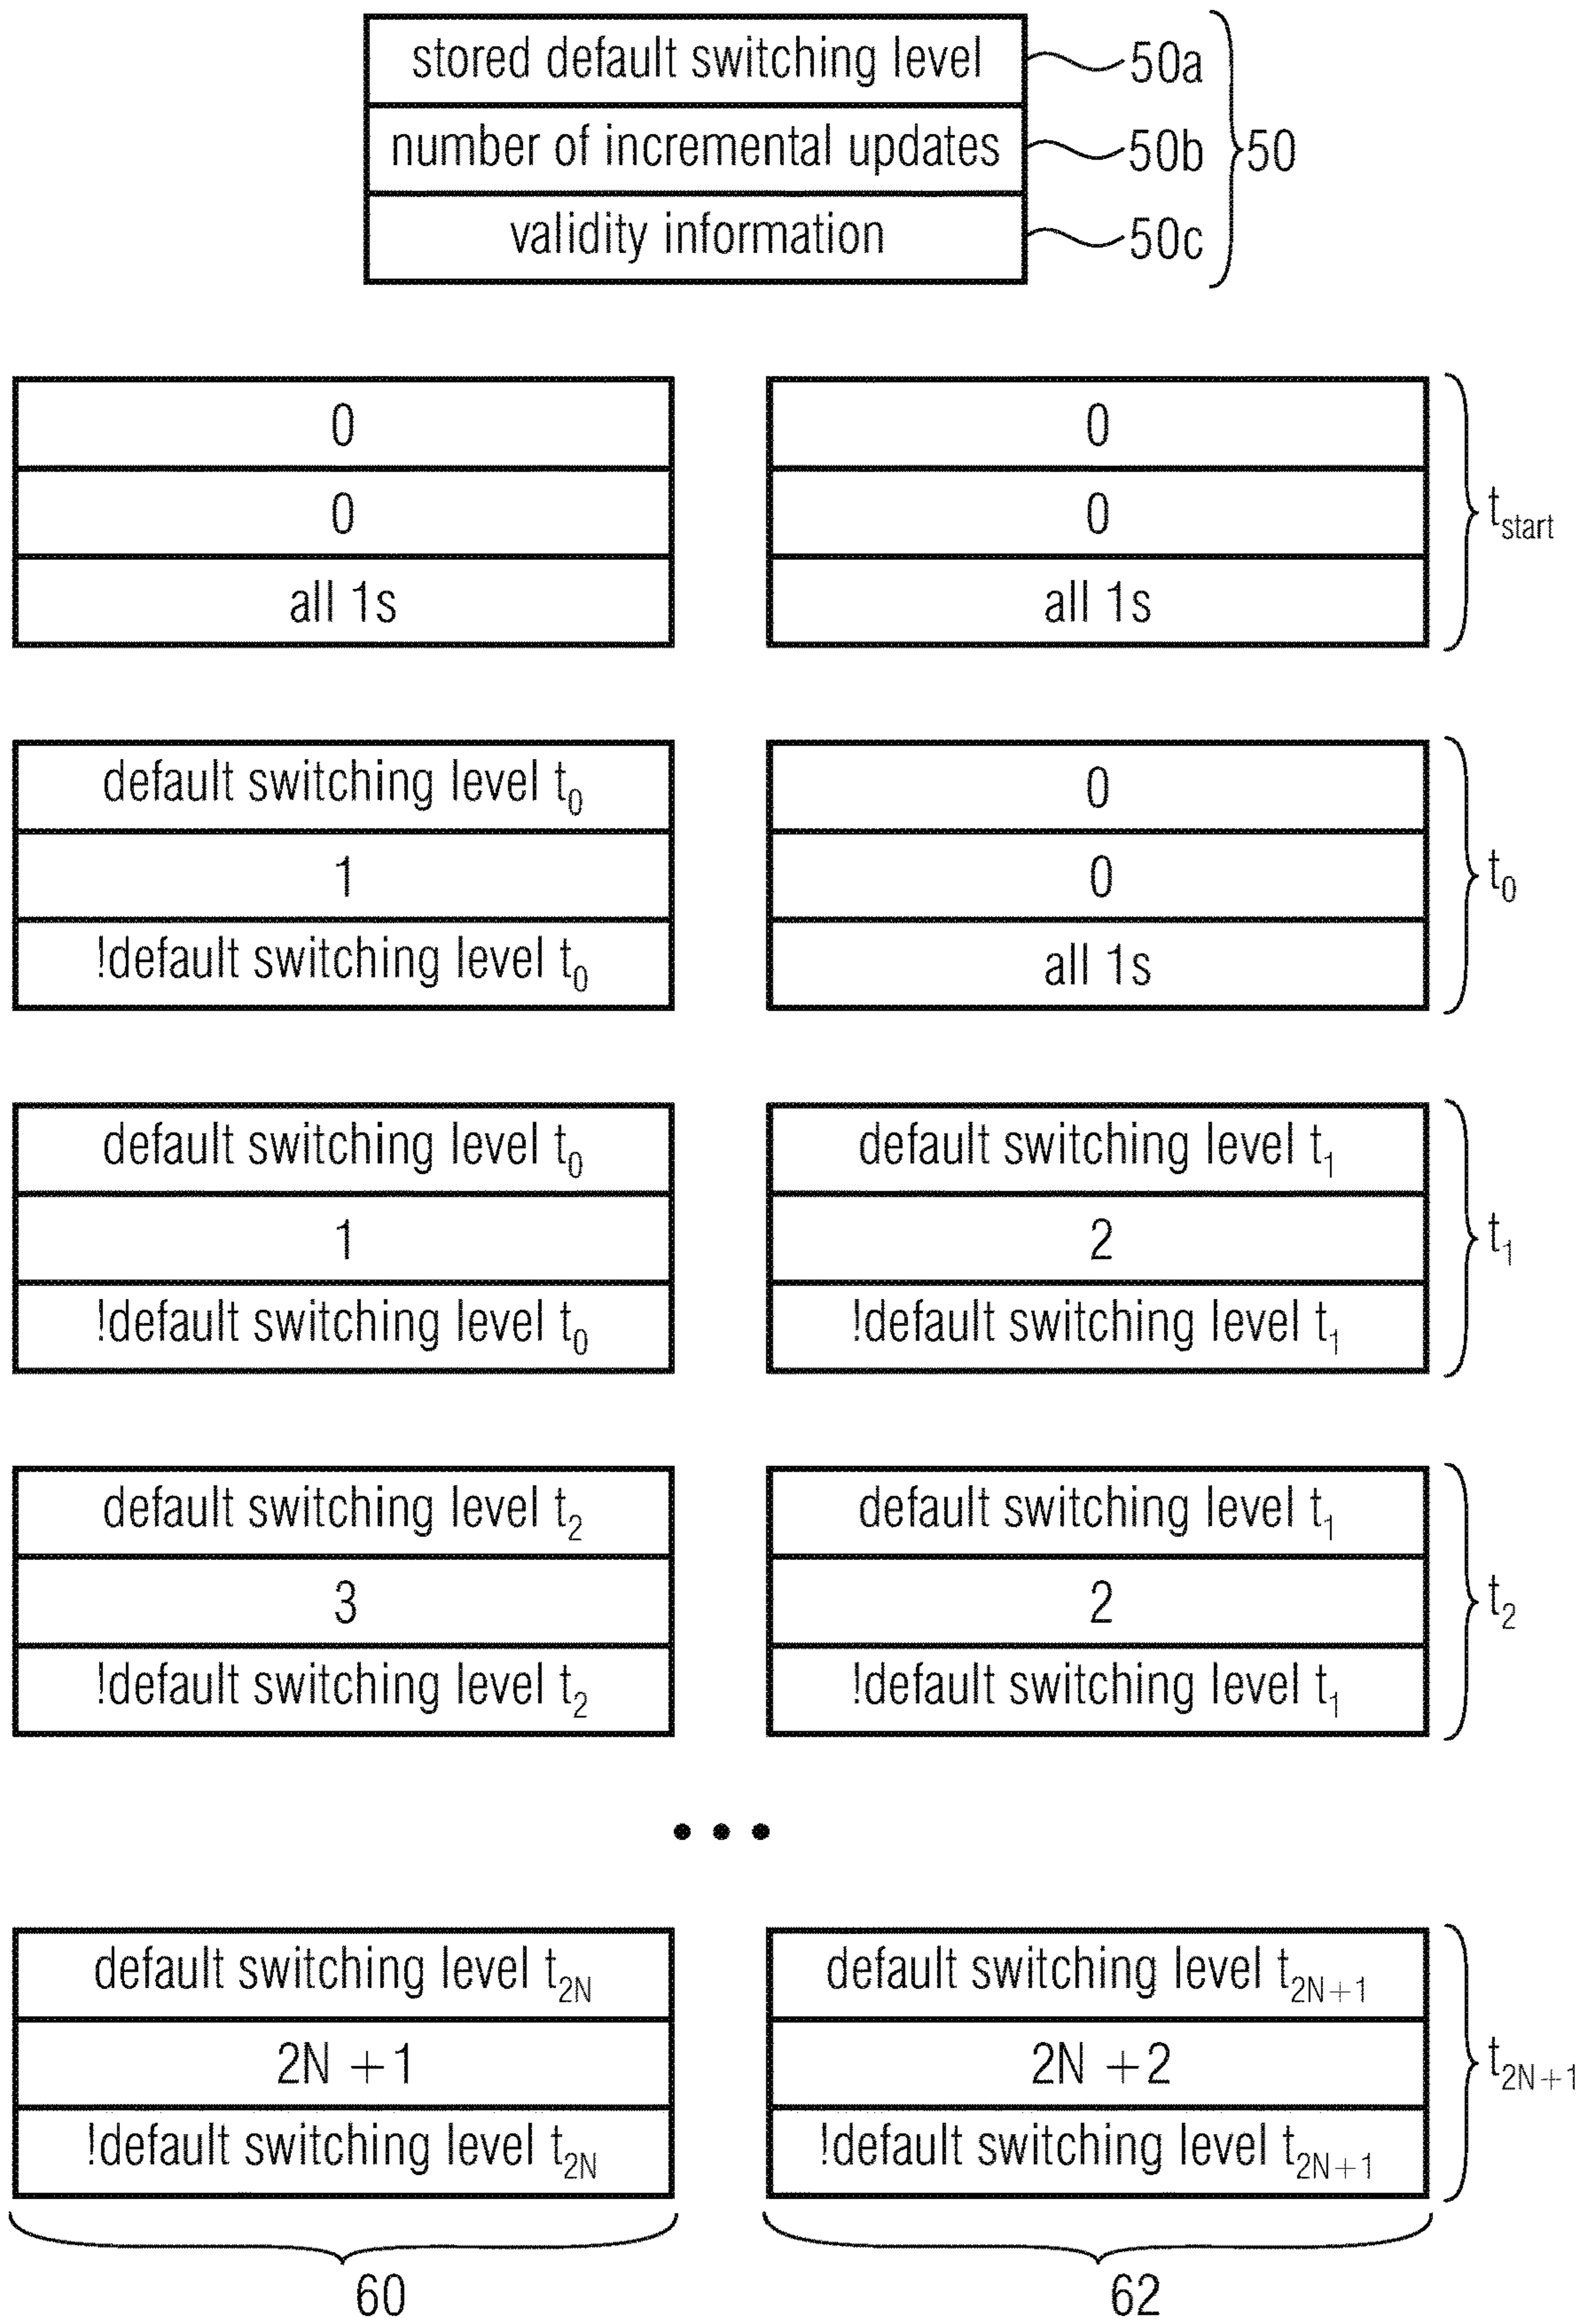 stored default switching level 50a
number of incremental updates 50b 50
validity information 50c
0 0
0 0 t_start
all 1s all 1s
default switching level t_0 0
1 0 t_0
!default switching level t_0 all 1s
default switching level t_0 default switching level t_1
1 2 t_1
!default switching level t_0 !default switching level t_1
default switching level t_2 default switching level t_1
3 2 t_2
!default switching level t_2 !default switching level t_1
...
default switching level t_2N default switching level t_2N+1
2N +1 2N +2 t_2N+1
!default switching level t_2N !default switching level t_2N+1
60 62